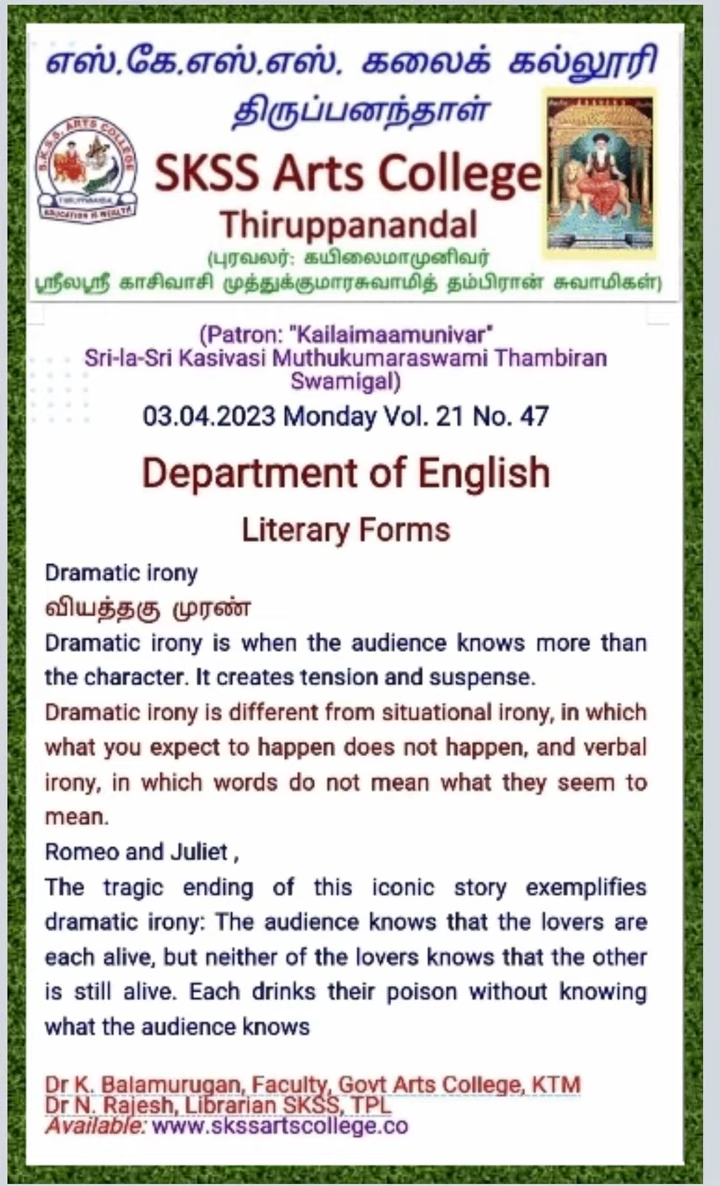 எஸ்.கே.எஸ்.எஸ். கலைக் கல்லூரி
திருப்பனந்தாள்
S.K.S.S. ARTS COLLEGE
EDUCATION IS WEALTH
SKSS Arts College
Thiruppanandal
(புரவலர்: கயிலைமாமுனிவர்
ஸ்ரீலஸ்ரீ காசிவாசி முத்துக்குமாரசுவாமித் தம்பிரான் சுவாமிகள்)
(Patron: "Kailaimaamunivar"
Sri-la-Sri Kasivasi Muthukumaraswami Thambiran
Swamigal)
03.04.2023 Monday Vol. 21 No. 47
Department of English
Literary Forms
Dramatic irony
வியத்தகு முரண்
Dramatic irony is when the audience knows more than
the character. It creates tension and suspense.
Dramatic irony is different from situational irony, in which
what you expect to happen does not happen, and verbal
irony, in which words do not mean what they seem to
mean.
Romeo and Juliet ,
The tragic ending of this iconic story exemplifies
dramatic irony: The audience knows that the lovers are
each alive, but neither of the lovers knows that the other
is still alive. Each drinks their poison without knowing
what the audience knows
Dr K. Balamurugan, Faculty, Govt Arts College, KTM
Dr N. Rajesh, Librarian SKSS, TPL
Available: www.skssartscollege.co